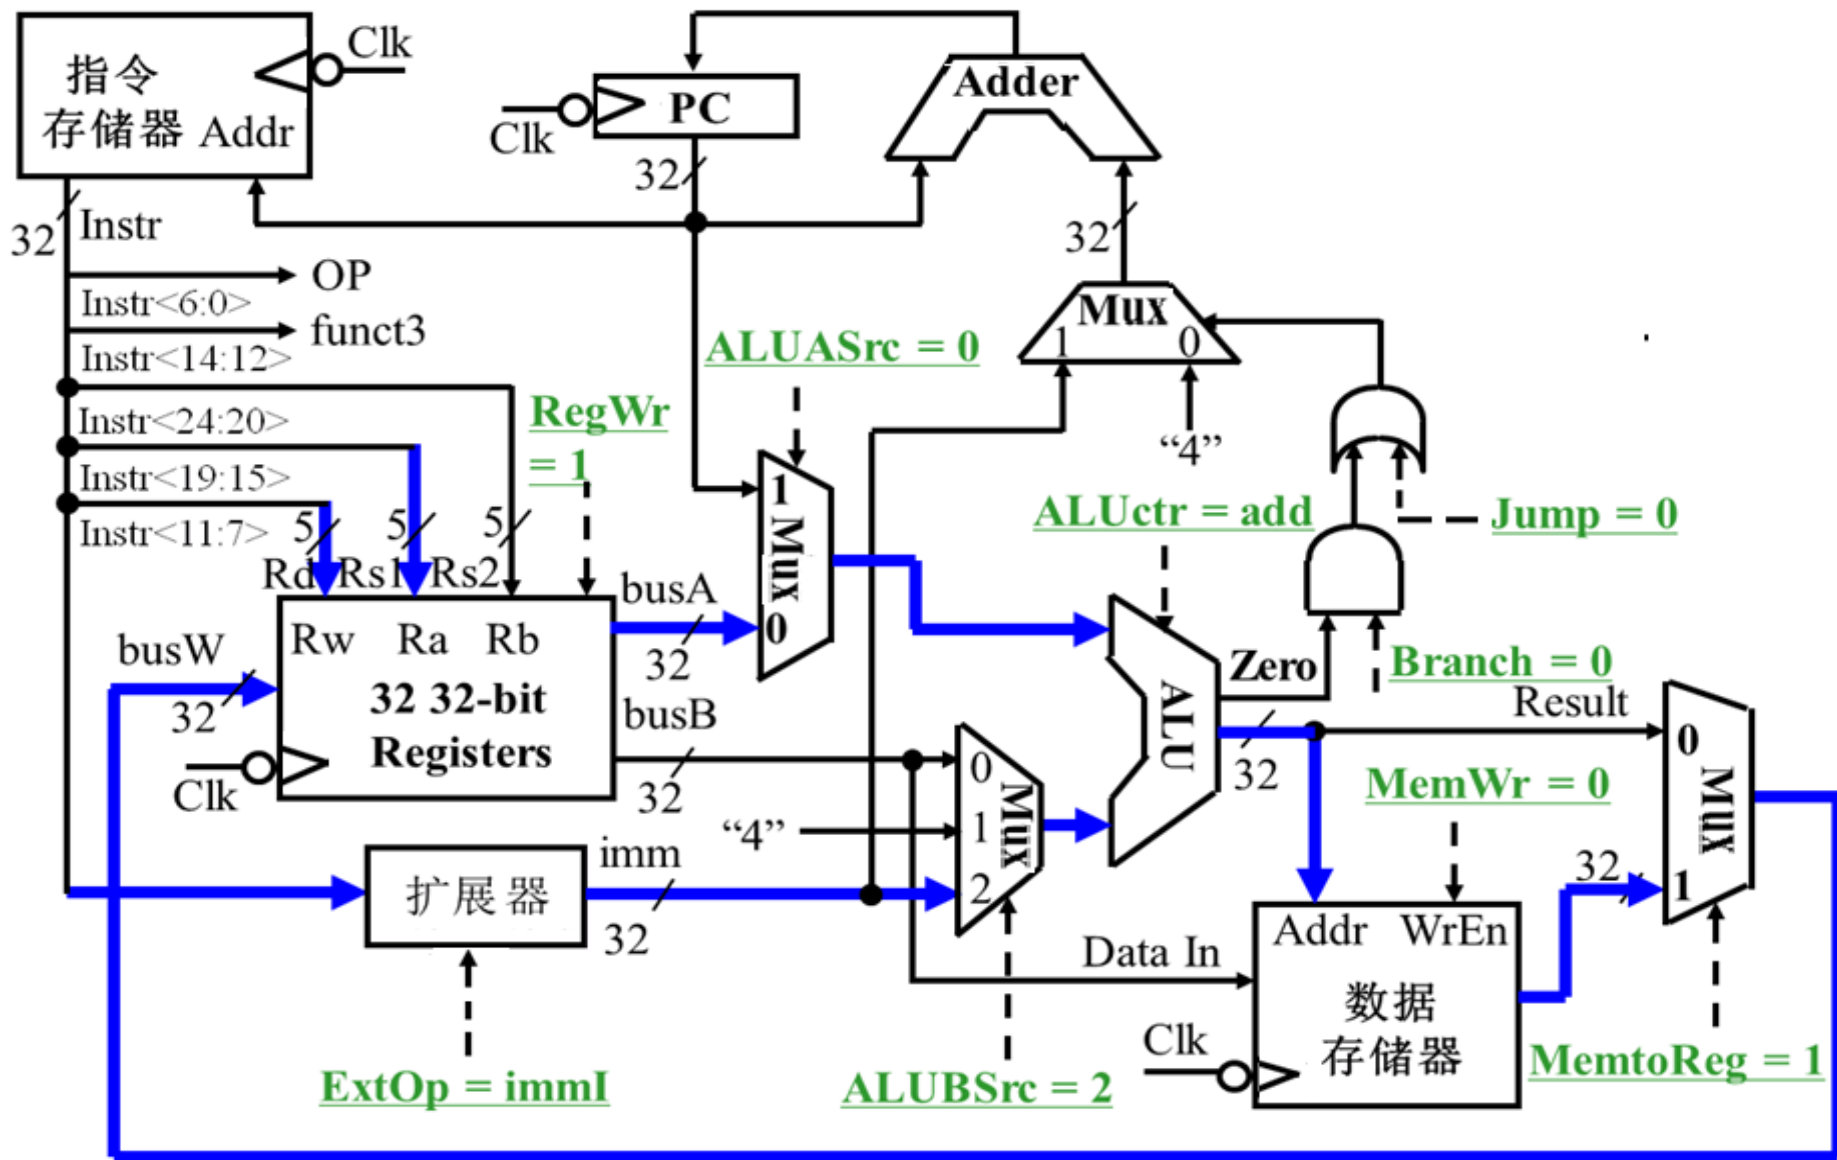 指令
存储器 Addr
Clk
Clk
PC
Adder
32
32
Instr
OP
Instr<6:0>
funct3
Instr<14:12>
Instr<24:20>
Instr<19:15>
Instr<11:7>
32
Mux
1 0
"4"
ALUASrc = 0
RegWr
= 1
ALUctr = add
Jump = 0
5 5 5
Rd Rs1 Rs2
Rw Ra Rb
32 32-bit
Registers
busW
32
Clk
busA
32
busB
32
1
Mux
0
"4"
0
1
2
Mux
imm
32
扩展器
ExtOp = immI
ALUBSrc = 2
ALU
Zero
32
Branch = 0
Result
MemWr = 0
32
0
Mux
1
Addr WrEn
Data In
数据
存储器
Clk
MemtoReg = 1